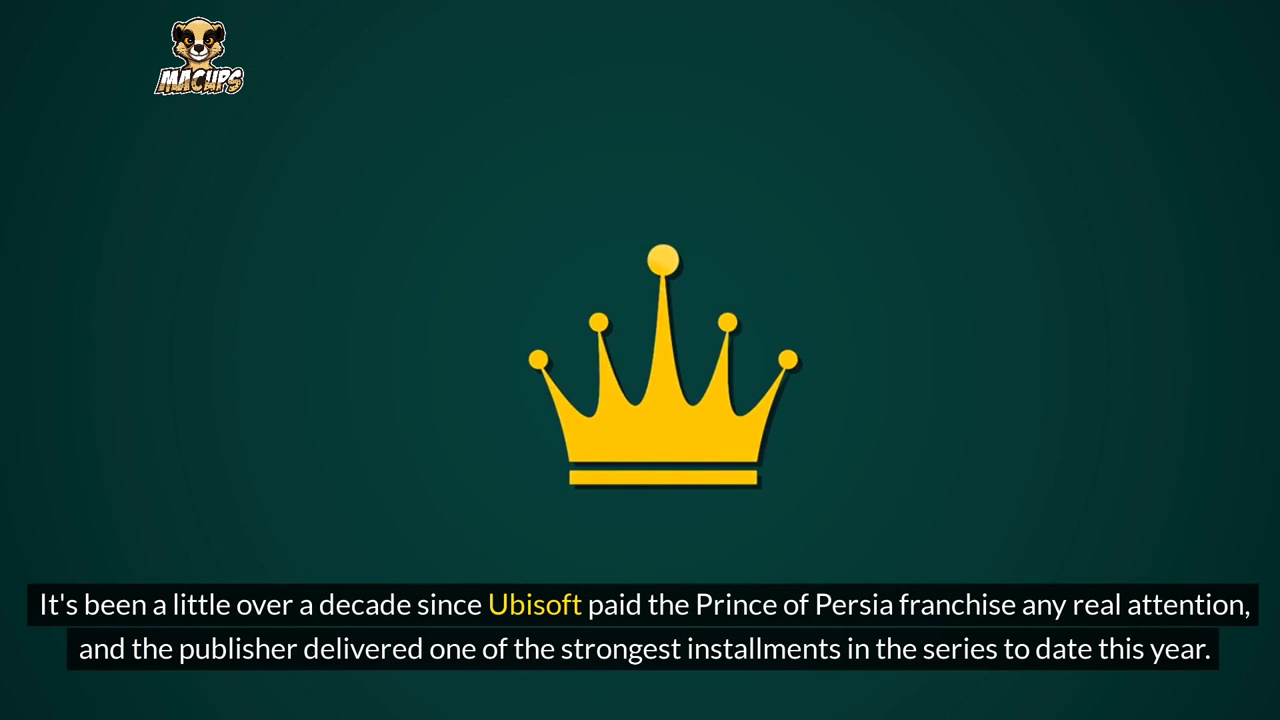 MACUPS
It's been a little over a decade since Ubisoft paid the Prince of Persia franchise any real attention,
and the publisher delivered one of the strongest installments in the series to date this year.